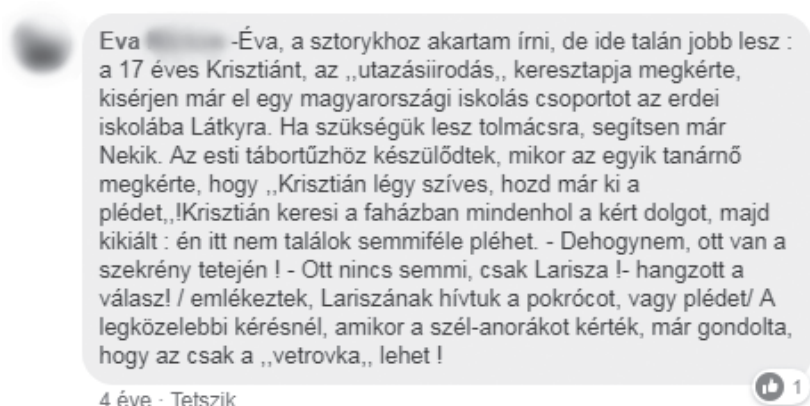 Eva -Éva, a sztorykhoz akartam írni, de ide talán jobb lesz :
a 17 éves Krisztiánt, az ,,utazásiirodás,, keresztapja megkérte,
kisérjen már el egy magyarországi iskolás csoportot az erdei
iskolába Látkyra. Ha szükségük lesz tolmácsra, segítsen már
Nekik. Az esti tábortűzhöz készülődtek, mikor az egyik tanárnő
megkérte, hogy ,,Krisztián légy szíves, hozd már ki a
plédet,,!Krisztián keresi a faházban mindenhol a kért dolgot, majd
kikiált : én itt nem találok semmiféle pléhet. - Dehogynem, ott van a
szekrény tetején ! - Ott nincs semmi, csak Larisza !- hangzott a
válasz! / emlékeztek, Lariszának hívtuk a pokrócot, vagy plédet/ A
legközelebbi kérésnél, amikor a szél-anorákot kérték, már gondolta,
hogy az csak a ,,vetrovka,, lehet !
1
4 éve · Tetszik